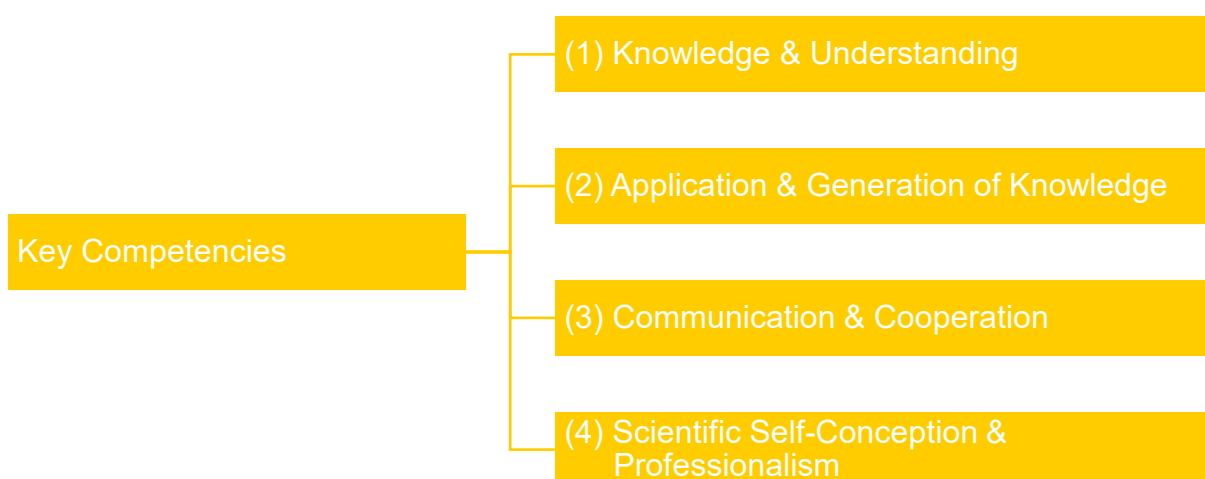 (1) Knowledge & Understanding
(2) Application & Generation of Knowledge
Key Competencies
(3) Communication & Cooperation
(4) Scientific Self-Conception &
Professionalism